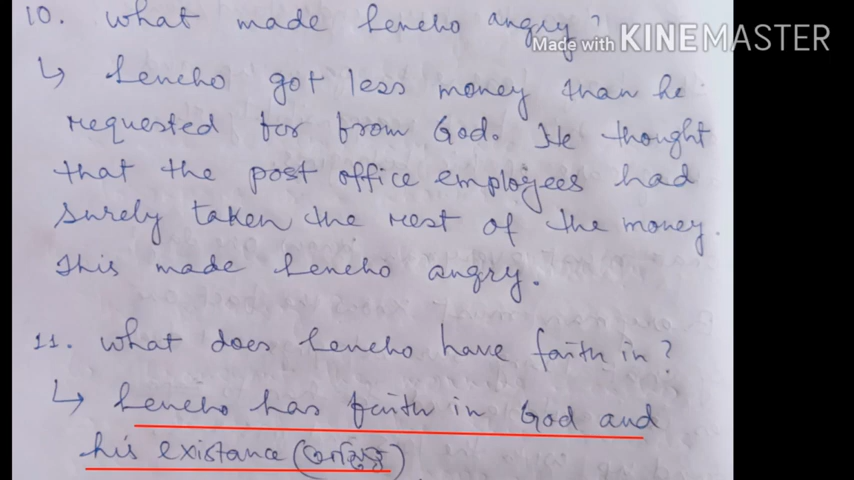 10. What made Lencho angry?
Made with KINEMASTER
↳ Lencho got less money than he
requested for from God. He thought
that the post office employees had
surely taken the rest of the money.
This made Lencho angry.
11. What does Lencho have faith in?
↳ Lencho has faith in God and
his existance (অস্তিত্ব)